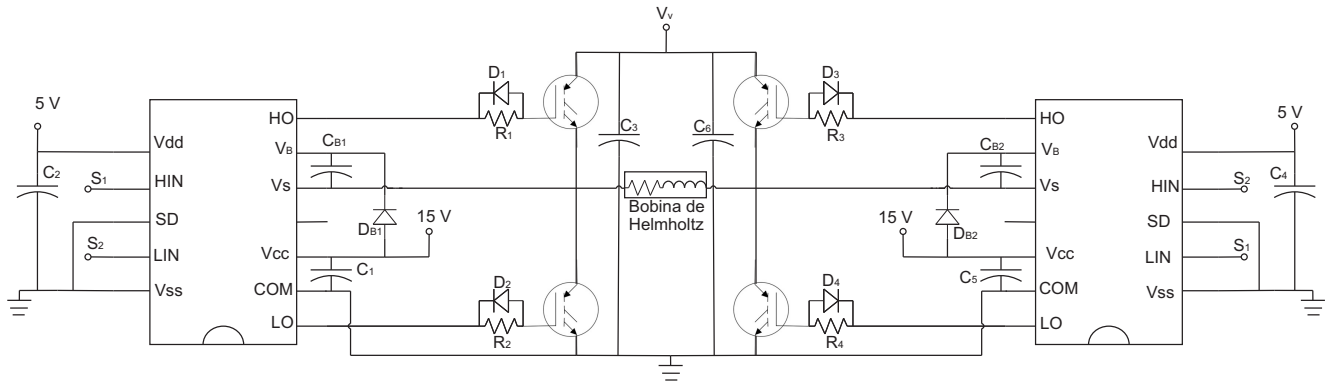 Vv
D1
D3
5 V
HO
R1
R3
HO
5 V
Vdd
VB
CB1
C3
C6
CB2
VB
Vdd
C2
S1
HIN
Vs
Vs
HIN
S2
C4
SD
Bobina de
Helmholtz
SD
15 V
15 V
DB1
DB2
S2
LIN
Vcc
Vcc
LIN
S1
C1
C5
Vss
COM
D2
D4
COM
Vss
LO
R2
R4
LO